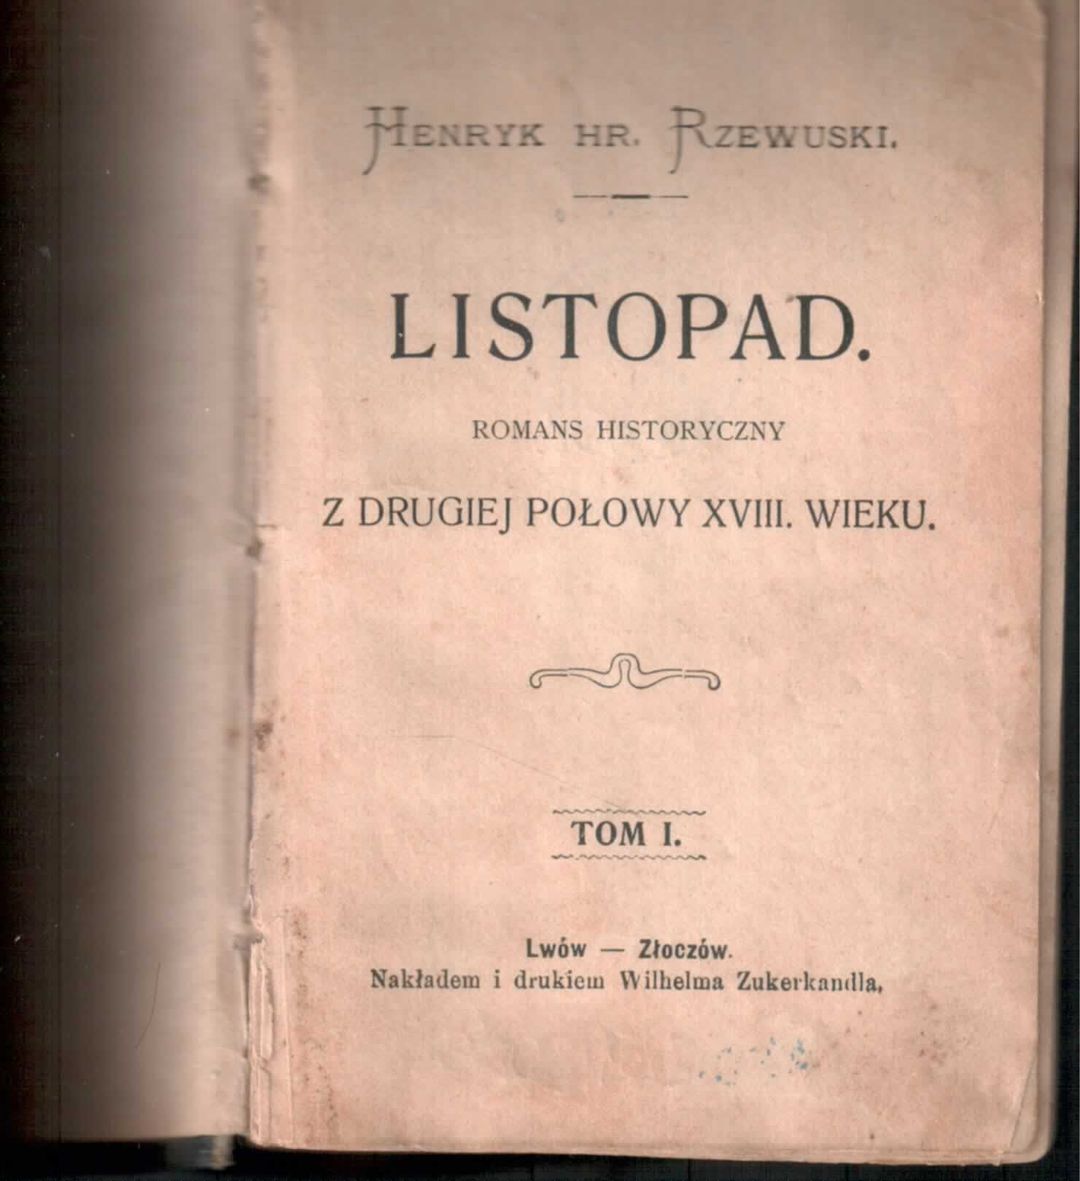 HENRYK HR. RZEWUSKI.
LISTOPAD.
ROMANS HISTORYCZNY
Z DRUGIEJ POŁOWY XVIII. WIEKU.
TOM I.
Lwów — Złoczów.
Nakładem i drukiem Wilhelma Zukerkandla,